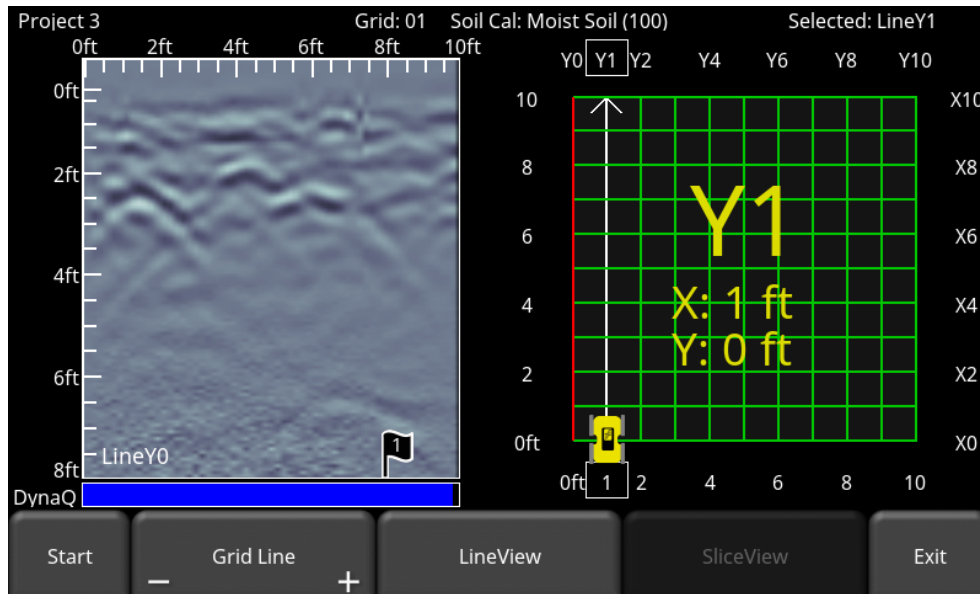 Project 3 Grid: 01 Soil Cal: Moist Soil (100) Selected: LineY1
0ft 2ft 4ft 6ft 8ft 10ft
Y0 Y1 Y2 Y4 Y6 Y8 Y10
0ft
2ft
4ft
6ft
8ft
LineY0
1
DynaQ
10 X10
8 X8
6 X6
4 X4
2 X2
0ft X0
Y1
X: 1 ft
Y: 0 ft
0ft 1 2 4 6 8 10
Start Grid Line LineView SliceView Exit
− +